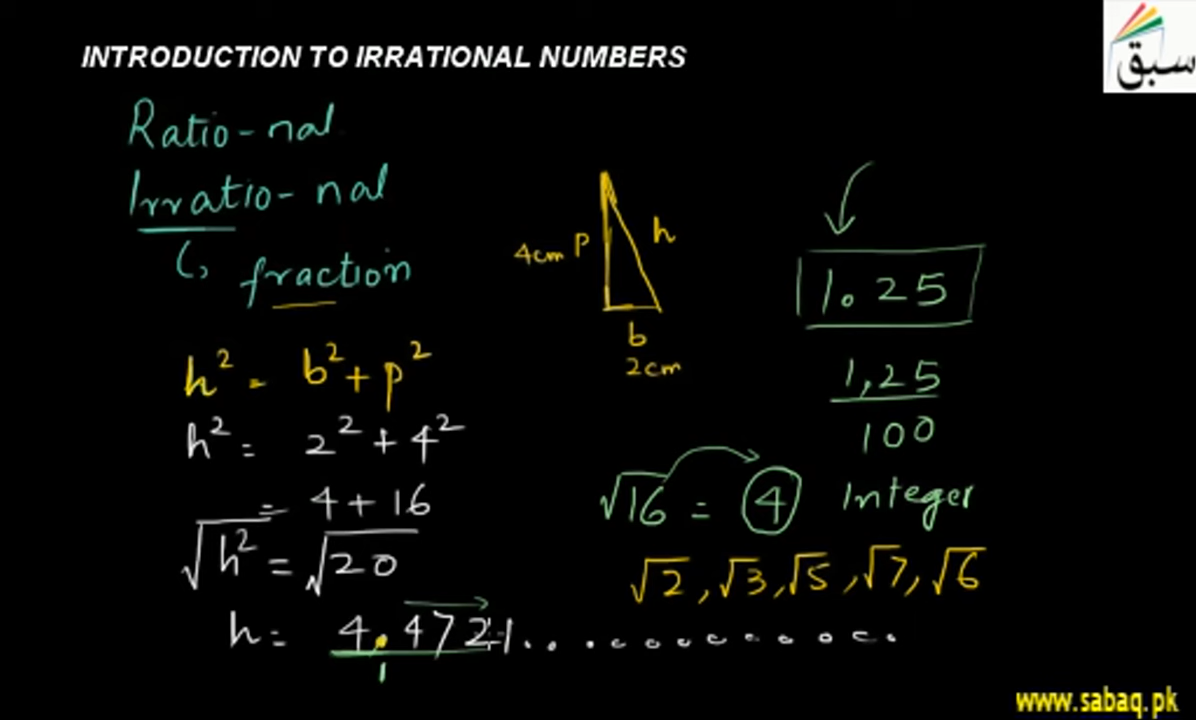 INTRODUCTION TO IRRATIONAL NUMBERS
سبق
Ratio-nal
Irratio-nal
fraction
h² = b² + p²
h² = 2² + 4²
= 4 + 16
√h² = √20
h = 4.4721..............
4cm P
h
b
2cm
1.25
1,25
100
√16 = 4 Integer
√2, √3, √5, √7, √6
1
www.sabaq.pk